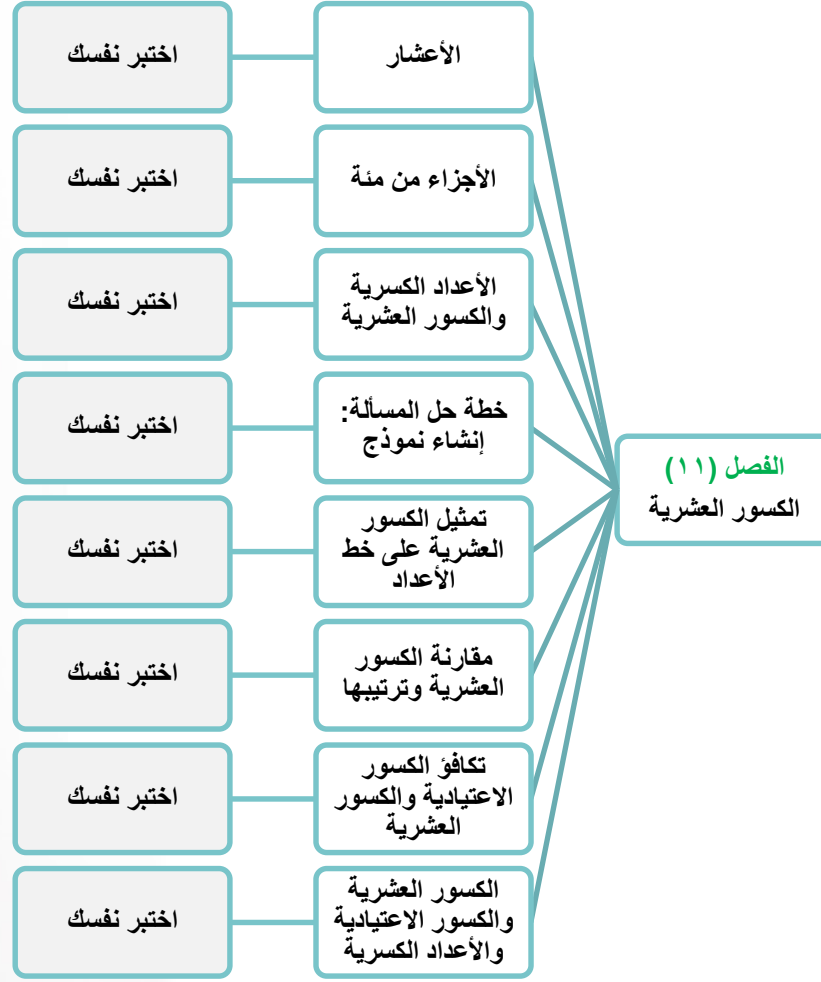 الفصل (١١)
الكسور العشرية
الأعشار
اختبر نفسك
الأجزاء من مئة
اختبر نفسك
الأعداد الكسرية
والكسور العشرية
اختبر نفسك
خطة حل المسألة:
إنشاء نموذج
اختبر نفسك
تمثيل الكسور
العشرية على خط
الأعداد
اختبر نفسك
مقارنة الكسور
العشرية وترتيبها
اختبر نفسك
تكافؤ الكسور
الاعتيادية والكسور
العشرية
اختبر نفسك
الكسور العشرية
والكسور الاعتيادية
والأعداد الكسرية
اختبر نفسك